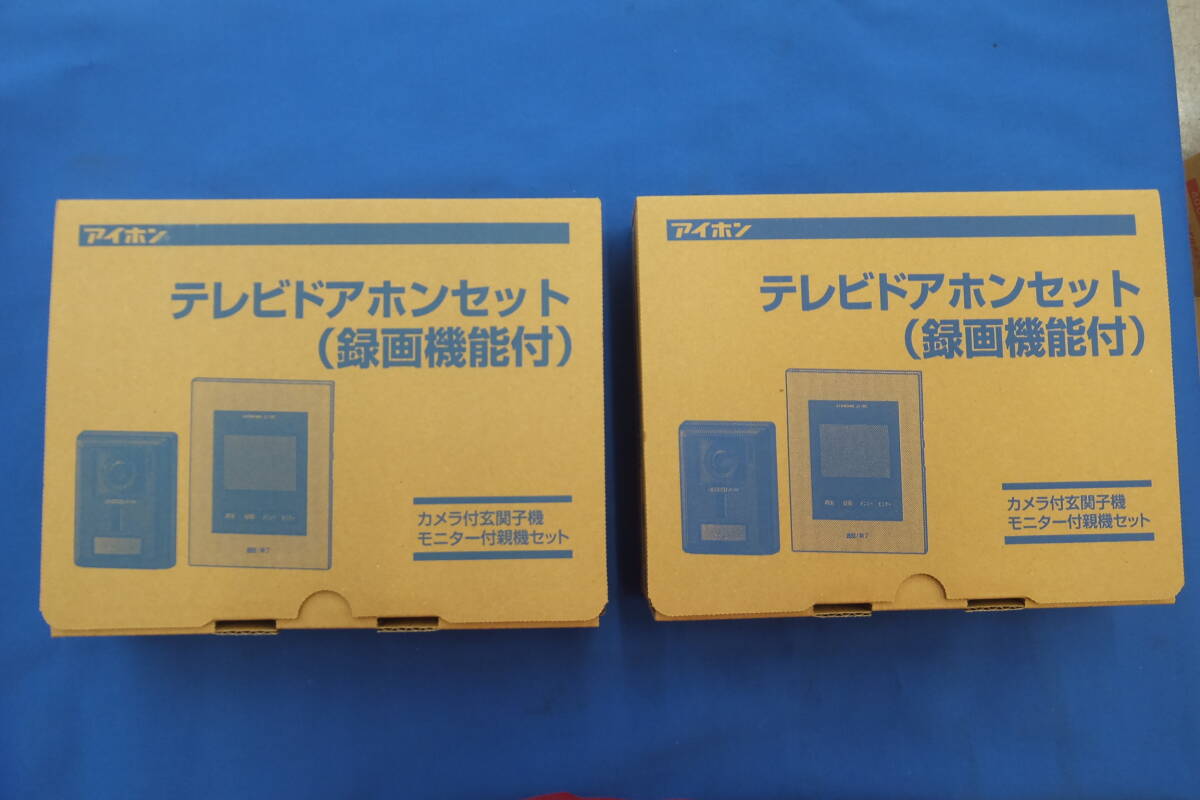 アイホン
テレビドアホンセット
(録画機能付)
カメラ付玄関子機
モニター付親機セット
アイホン
テレビドアホンセット
(録画機能付)
カメラ付玄関子機
モニター付親機セット